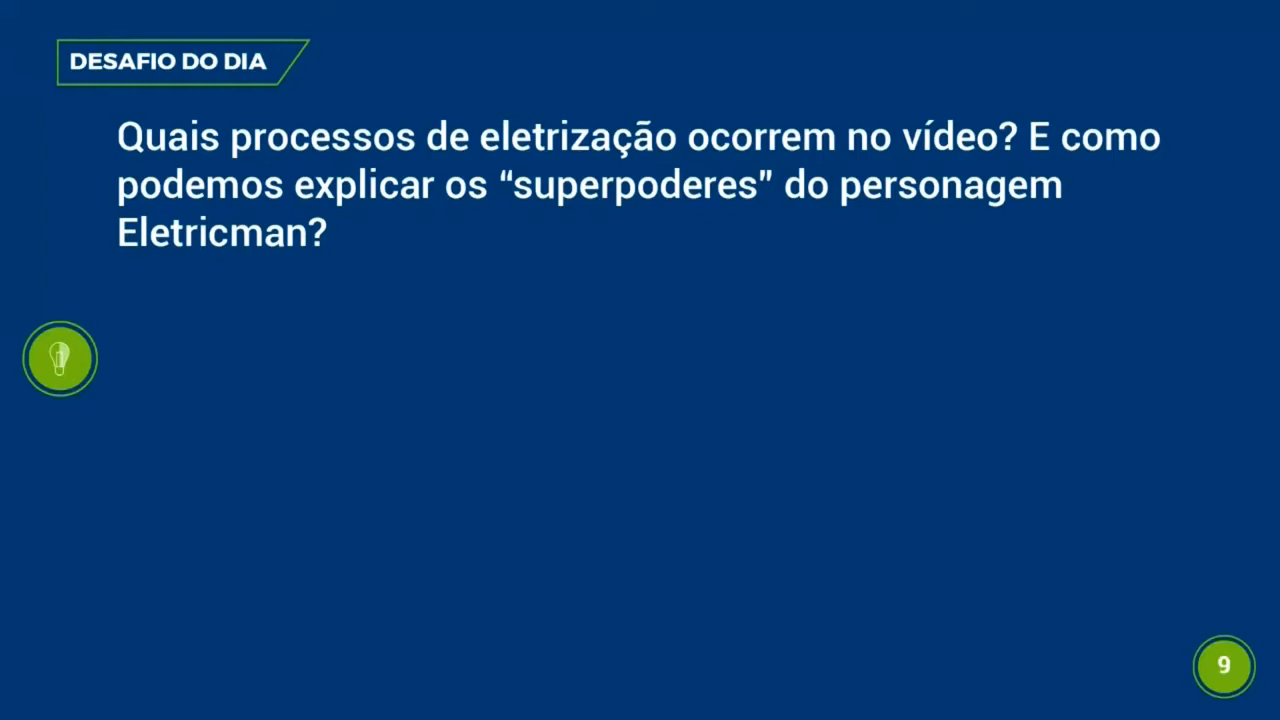 DESAFIO DO DIA
Quais processos de eletrização ocorrem no vídeo? E como
podemos explicar os “superpoderes” do personagem
Eletricman?
9